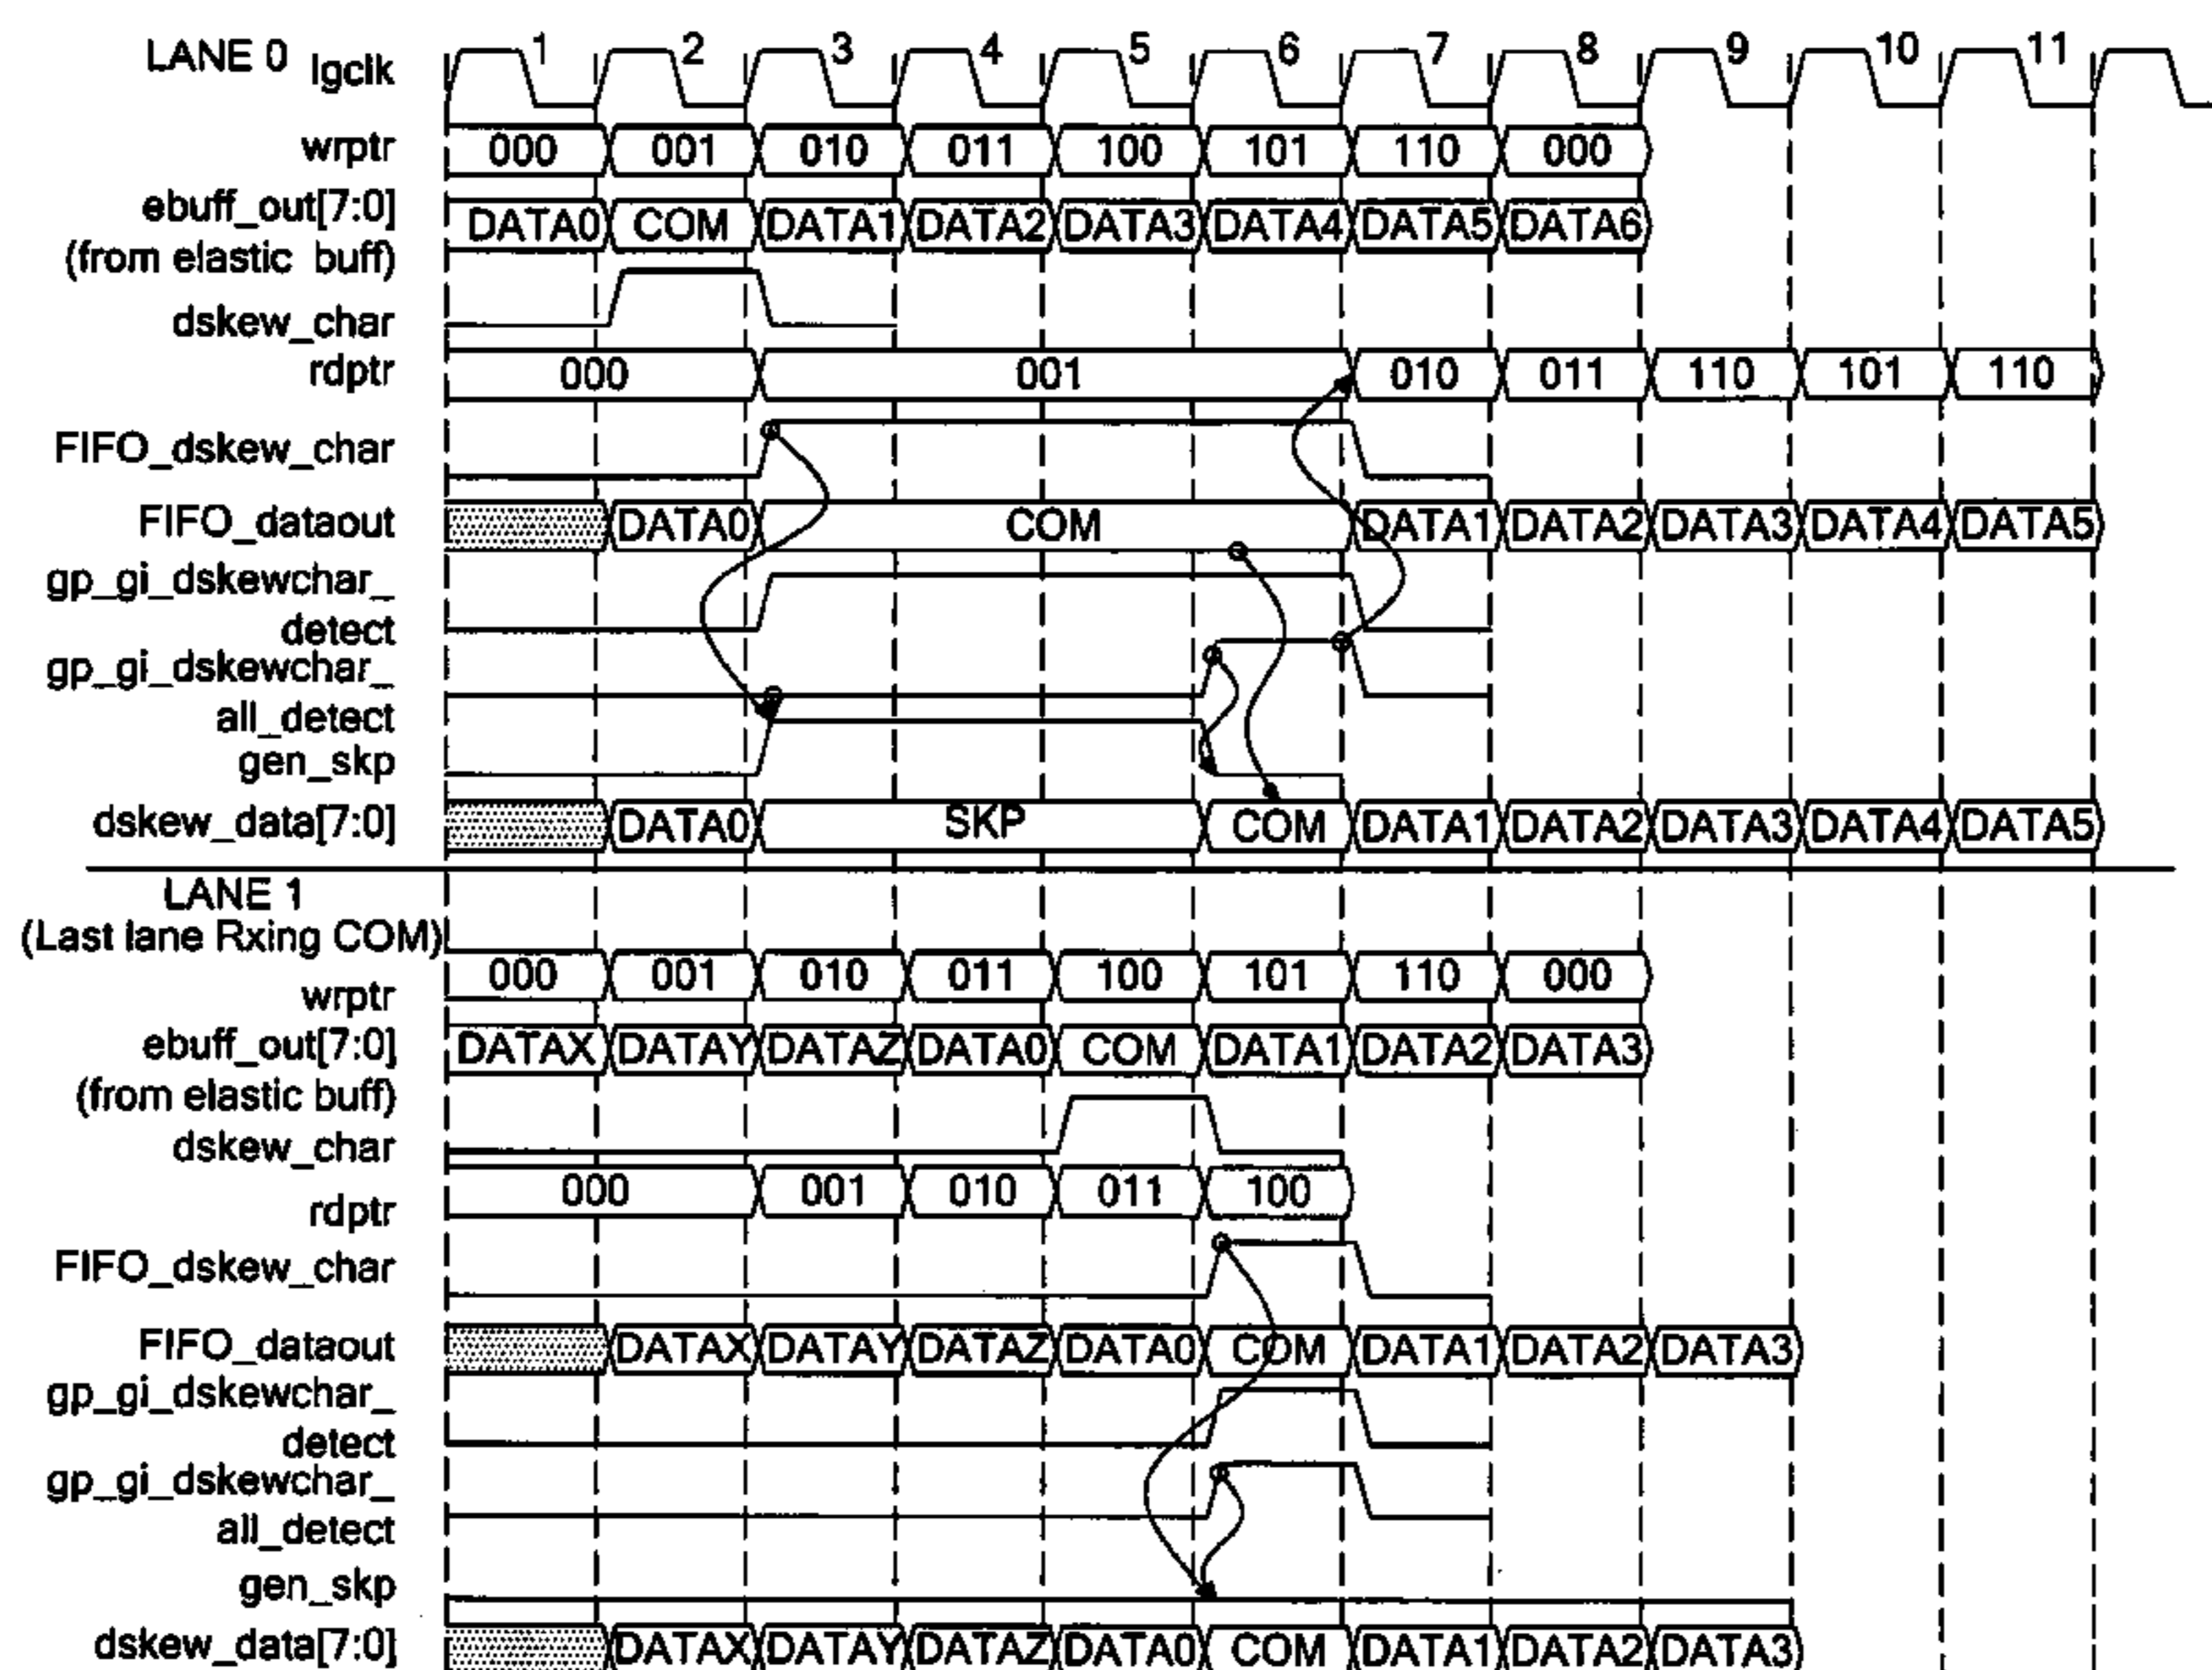 LANE 0 lgclk 1 2 3 4 5 6 7 8 9 10 11
wrptr 000 001 010 011 100 101 110 000
ebuff_out[7:0] DATA0 COM DATA1 DATA2 DATA3 DATA4 DATA5 DATA6
(from elastic buff)
dskew_char
rdptr 000 001 010 011 110 101 110
FIFO_dskew_char
FIFO_dataout DATA0 COM DATA1 DATA2 DATA3 DATA4 DATA5
gp_gi_dskewchar_
detect
gp_gi_dskewchar_
all_detect
gen_skp
dskew_data[7:0] DATA0 SKP COM DATA1 DATA2 DATA3 DATA4 DATA5
LANE 1
(Last lane Rxing COM)
wrptr 000 001 010 011 100 101 110 000
ebuff_out[7:0] DATAX DATAY DATAZ DATA0 COM DATA1 DATA2 DATA3
(from elastic buff)
dskew_char
rdptr 000 001 010 011 100
FIFO_dskew_char
FIFO_dataout DATAX DATAY DATAZ DATA0 COM DATA1 DATA2 DATA3
gp_gi_dskewchar_
detect
gp_gi_dskewchar_
all_detect
gen_skp
dskew_data[7:0] DATAX DATAY DATAZ DATA0 COM DATA1 DATA2 DATA3